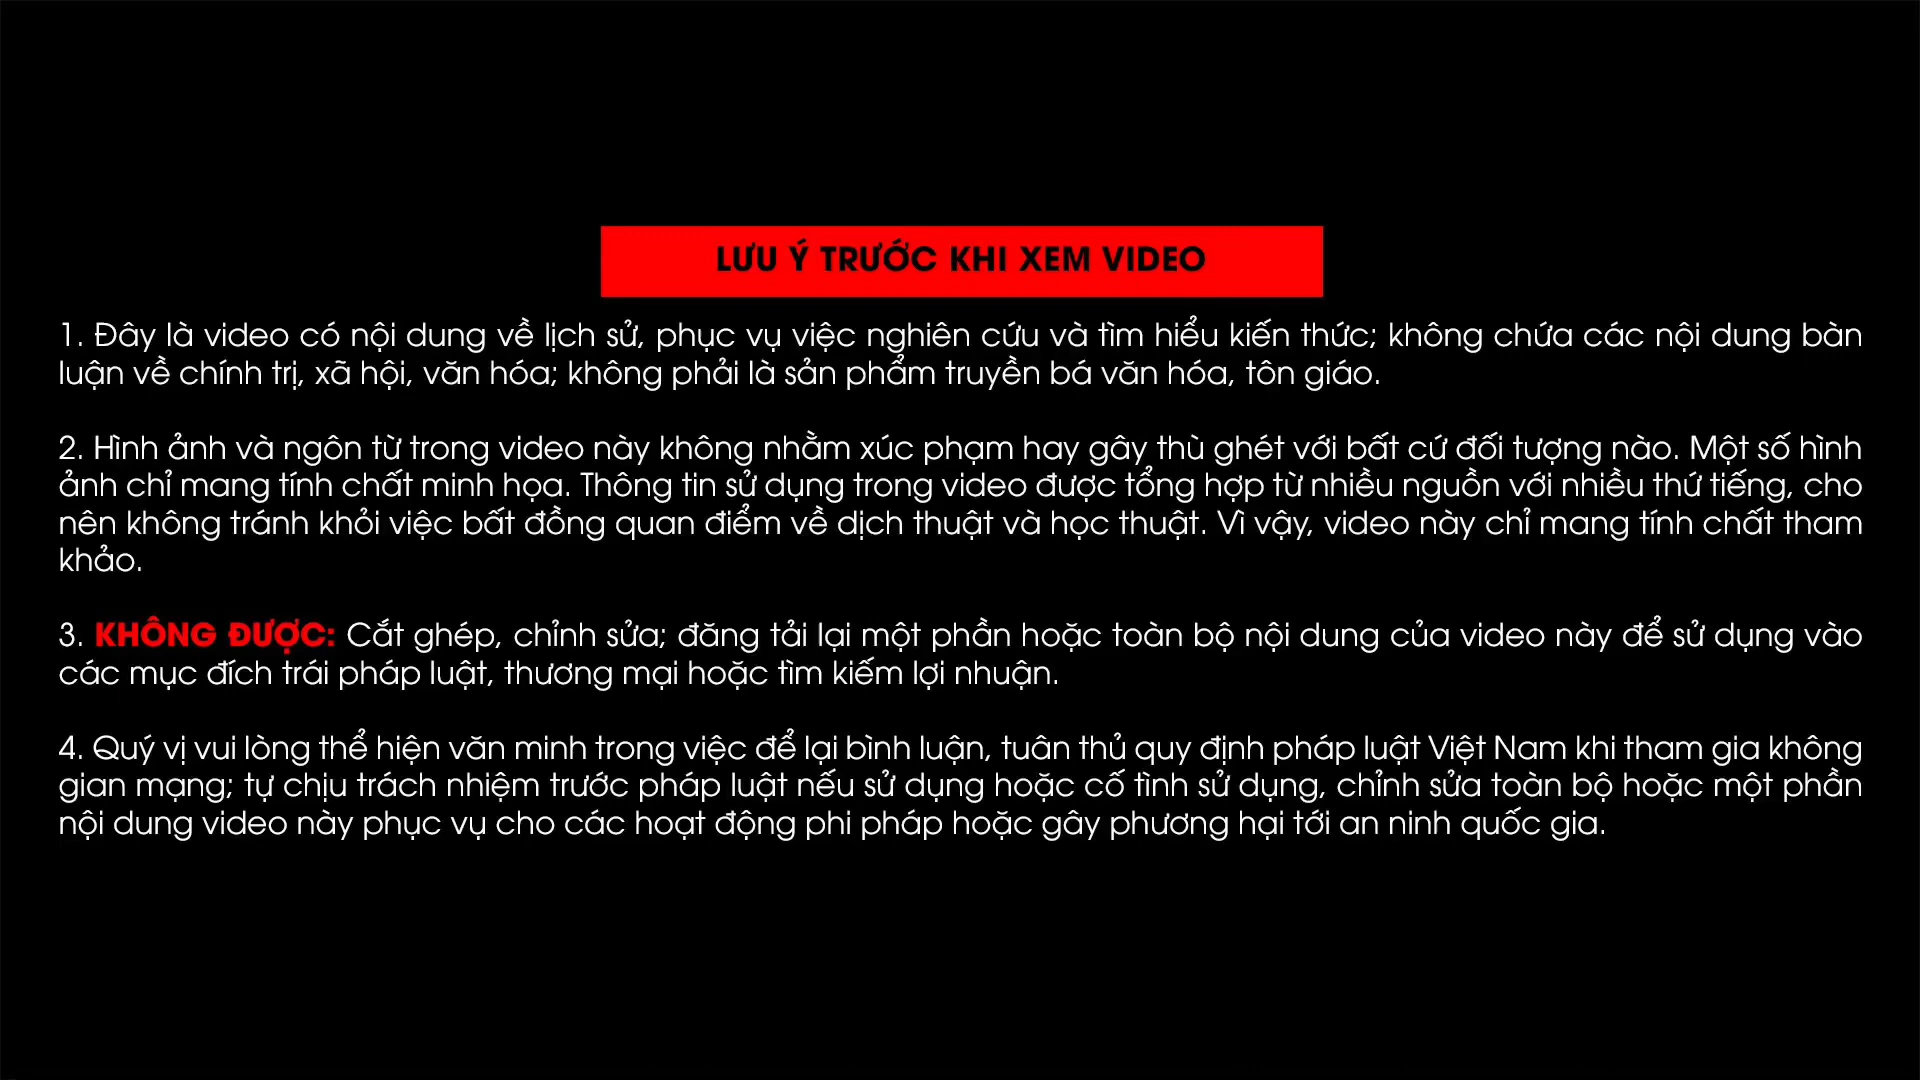 LƯU Ý TRƯỚC KHI XEM VIDEO
1. Đây là video có nội dung về lịch sử, phục vụ việc nghiên cứu và tìm hiểu kiến thức; không chứa các nội dung bàn
luận về chính trị, xã hội, văn hóa; không phải là sản phẩm truyền bá văn hóa, tôn giáo.
2. Hình ảnh và ngôn từ trong video này không nhằm xúc phạm hay gây thù ghét với bất cứ đối tượng nào. Một số hình
ảnh chỉ mang tính chất minh họa. Thông tin sử dụng trong video được tổng hợp từ nhiều nguồn với nhiều thứ tiếng, cho
nên không tránh khỏi việc bất đồng quan điểm về dịch thuật và học thuật. Vì vậy, video này chỉ mang tính chất tham
khảo.
3. KHÔNG ĐƯỢC: Cắt ghép, chỉnh sửa; đăng tải lại một phần hoặc toàn bộ nội dung của video này để sử dụng vào
các mục đích trái pháp luật, thương mại hoặc tìm kiếm lợi nhuận.
4. Quý vị vui lòng thể hiện văn minh trong việc để lại bình luận, tuân thủ quy định pháp luật Việt Nam khi tham gia không
gian mạng; tự chịu trách nhiệm trước pháp luật nếu sử dụng hoặc cố tình sử dụng, chỉnh sửa toàn bộ hoặc một phần
nội dung video này phục vụ cho các hoạt động phi pháp hoặc gây phương hại tới an ninh quốc gia.